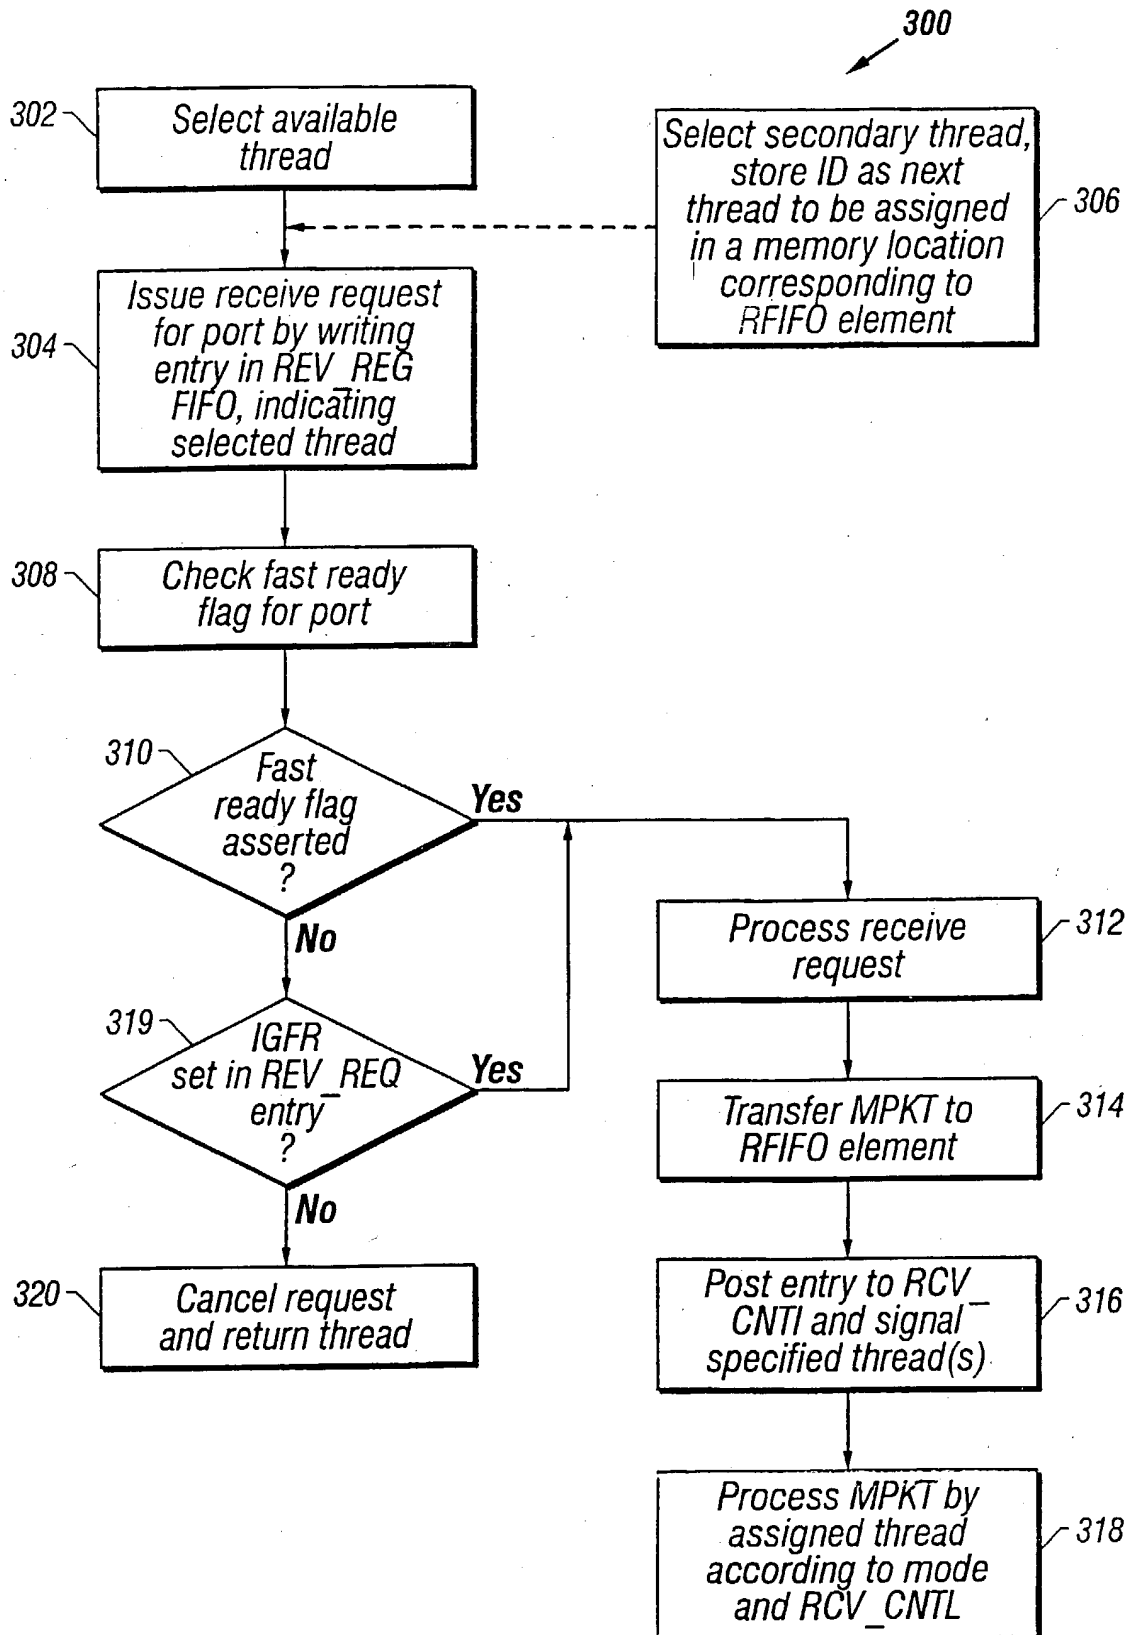 300
302
Select available
thread
Select secondary thread,
store ID as next
thread to be assigned
in a memory location
corresponding to
RFIFO element
306
304
Issue receive request
for port by writing
entry in REV_REG
FIFO, indicating
selected thread
308
Check fast ready
flag for port
310
Fast
ready flag
asserted
?
Yes
No
312
Process receive
request
319
IGFR
set in REV_REQ
entry
?
Yes
No
314
Transfer MPKT to
RFIFO element
320
Cancel request
and return thread
316
Post entry to RCV_
CNTI and signal
specified thread(s)
318
Process MPKT by
assigned thread
according to mode
and RCV_CNTL